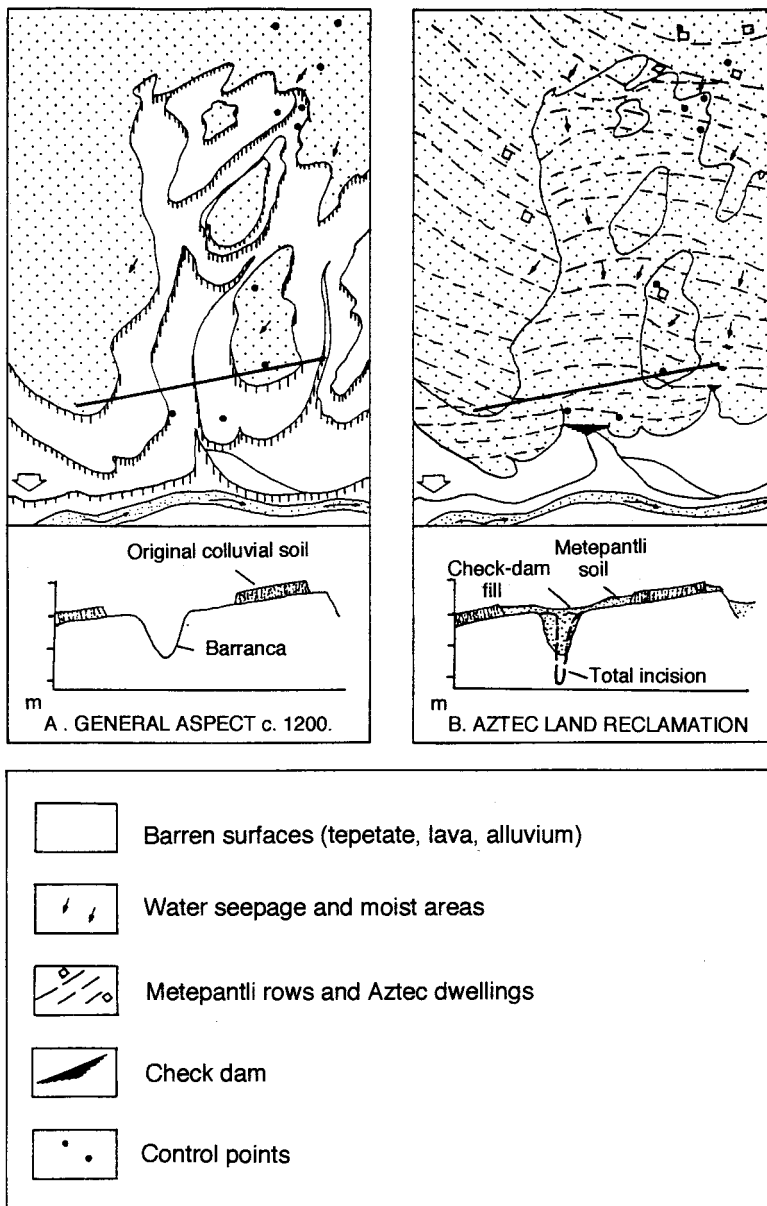 Original colluvial soil
Barranca
m
A . GENERAL ASPECT c. 1200.
Metepantli
soil
Check-dam
fill
Total incision
m
B. AZTEC LAND RECLAMATION
Barren surfaces (tepetate, lava, alluvium)
Water seepage and moist areas
Metepantli rows and Aztec dwellings
Check dam
Control points